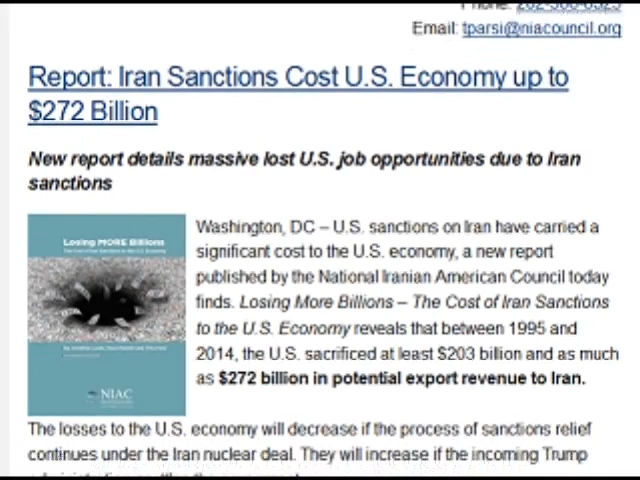 Email: tparsi@niacouncil.org
Report: Iran Sanctions Cost U.S. Economy up to
$272 Billion
New report details massive lost U.S. job opportunities due to Iran
sanctions
Losing MORE Billions
NIAC
Washington, DC – U.S. sanctions on Iran have carried a
significant cost to the U.S. economy, a new report
published by the National Iranian American Council today
finds. Losing More Billions – The Cost of Iran Sanctions
to the U.S. Economy reveals that between 1995 and
2014, the U.S. sacrificed at least $203 billion and as much
as $272 billion in potential export revenue to Iran.
The losses to the U.S. economy will decrease if the process of sanctions relief
continues under the Iran nuclear deal. They will increase if the incoming Trump